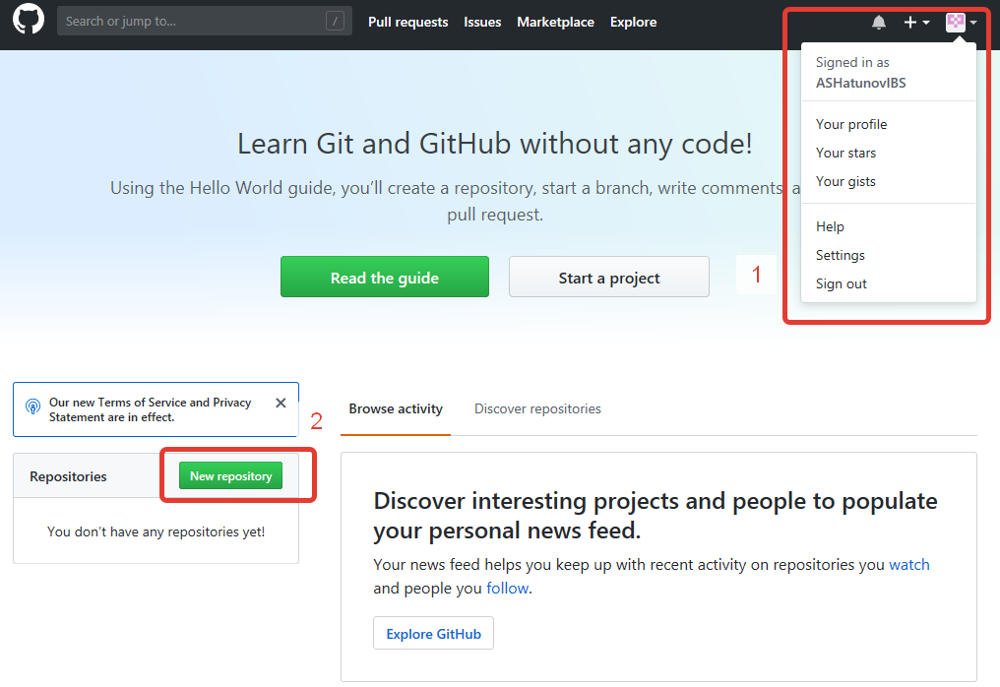 Search or jump to... / Pull requests Issues Marketplace Explore
Signed in as
ASHatunovIBS
Your profile
Your stars
Your gists
Help
Settings
Sign out
Learn Git and GitHub without any code!
Using the Hello World guide, you’ll create a repository, start a branch, write comments, a
pull request.
Read the guide Start a project 1
Our new Terms of Service and Privacy
Statement are in effect.
2
Repositories New repository
You don’t have any repositories yet!
Browse activity Discover repositories
Discover interesting projects and people to populate
your personal news feed.
Your news feed helps you keep up with recent activity on repositories you watch
and people you follow.
Explore GitHub